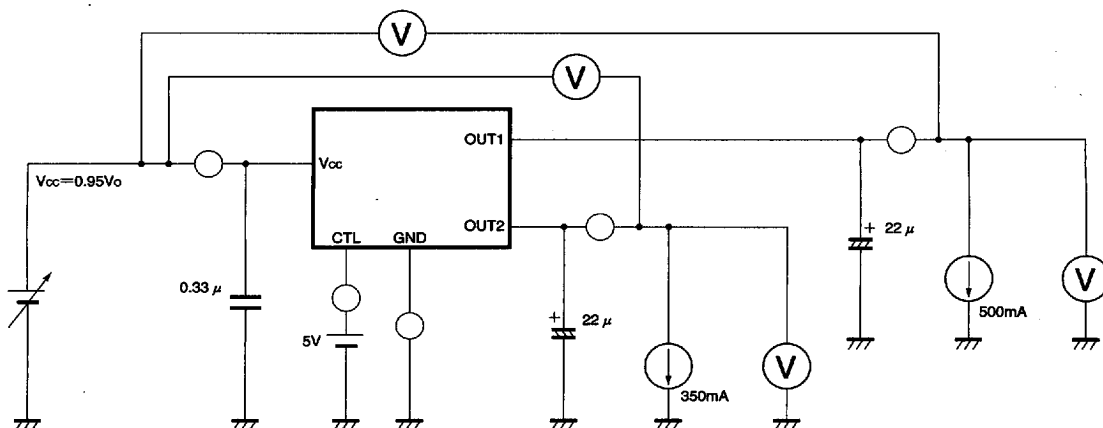 V
V
OUT1
Vcc
Vcc=0.95Vo
OUT2
+ 22 μ
CTL GND
0.33 μ
+ 22 μ
500mA
V
5V
350mA
V